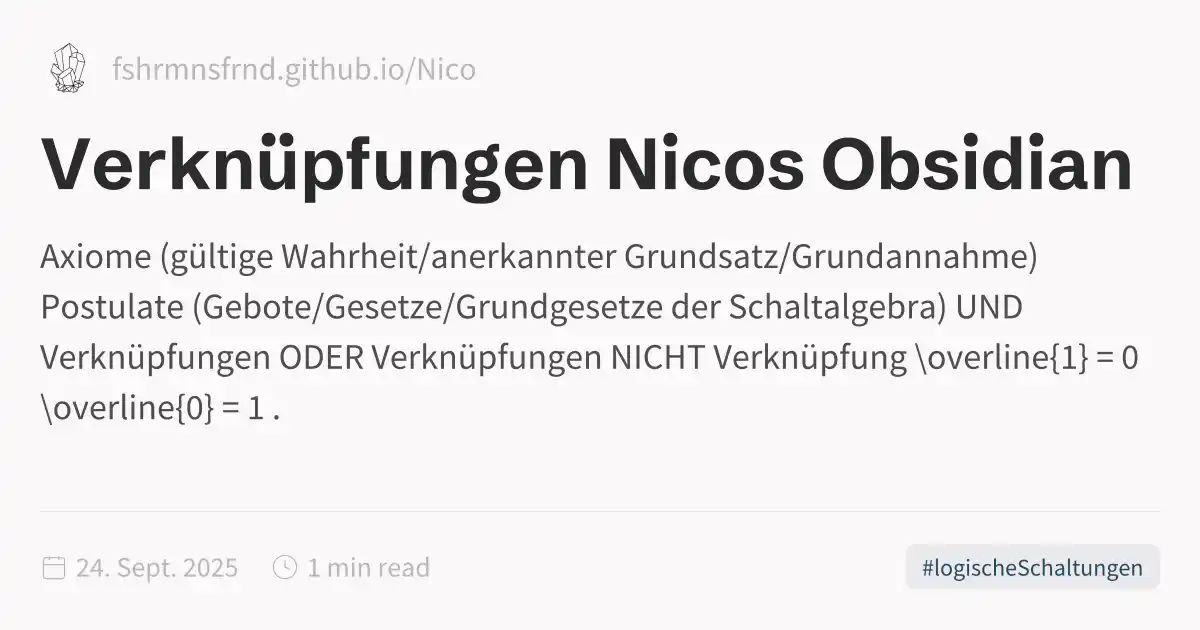 fshrmnsfrnd.github.io/Nico
Verknüpfungen Nicos Obsidian
Axiome (gültige Wahrheit/anerkannter Grundsatz/Grundannahme)
Postulate (Gebote/Gesetze/Grundgesetze der Schaltalgebra) UND
Verknüpfungen ODER Verknüpfungen NICHT Verknüpfung \overline{1} = 0
\overline{0} = 1 .
24. Sept. 2025 1 min read #logischeSchaltungen